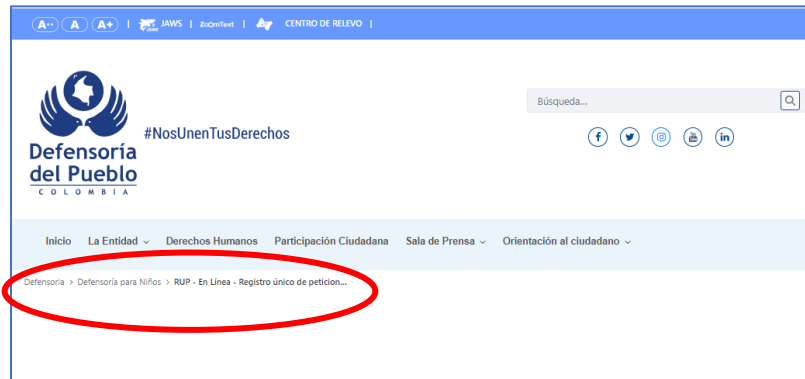 A-- A A+ | JAWS | ZoomText | CENTRO DE RELEVO |
Búsqueda...
#NosUnenTusDerechos
Defensoría
del Pueblo
COLOMBIA
Inicio La Entidad Derechos Humanos Participación Ciudadana Sala de Prensa Orientación al ciudadano
Defensoria > Defensoría para Niños > RUP - En Línea - Registro único de peticion...